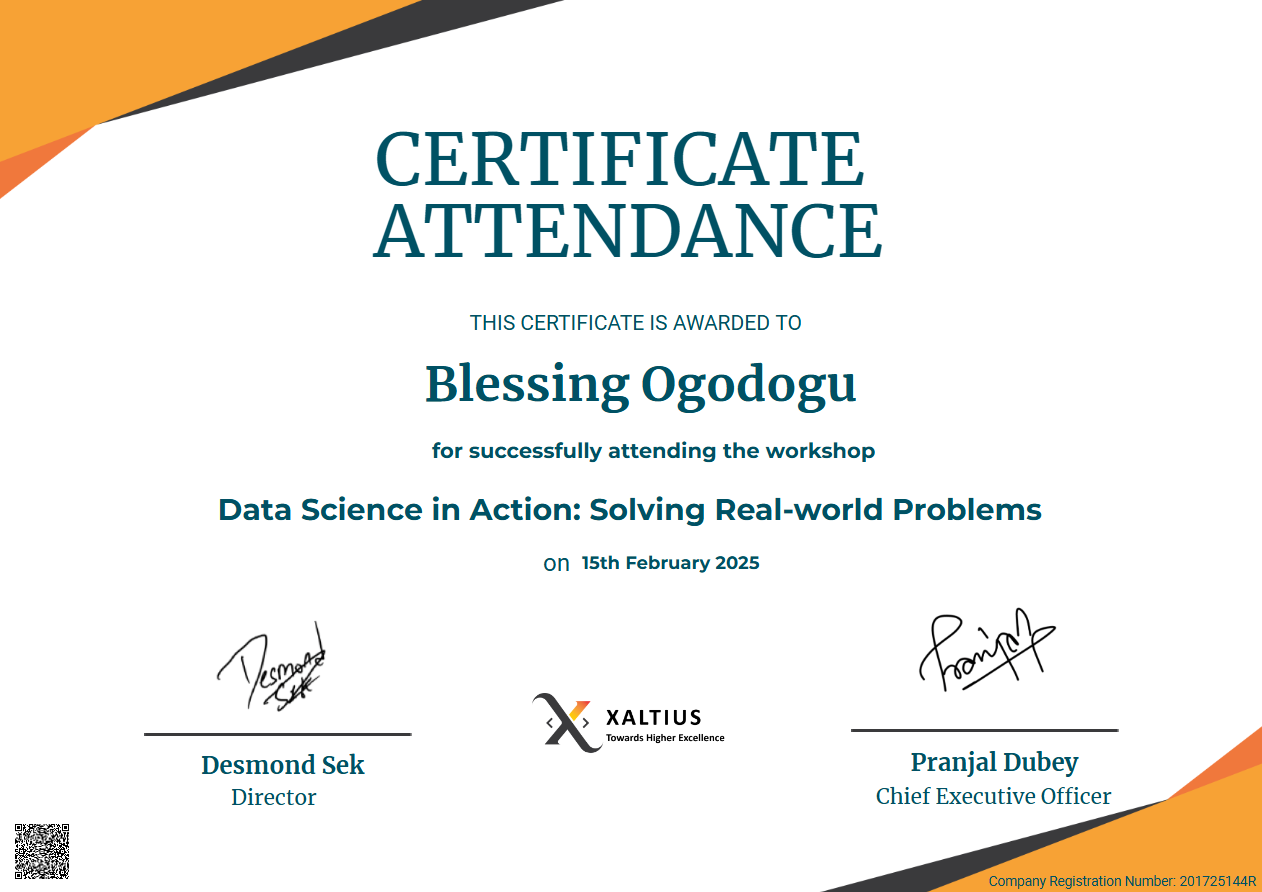 CERTIFICATE
ATTENDANCE
THIS CERTIFICATE IS AWARDED TO
Blessing Ogodogu
for successfully attending the workshop
Data Science in Action: Solving Real-world Problems
on 15th February 2025
Desmond
Sek
Pranjal
XALTIUS
Towards Higher Excellence
Desmond Sek
Director
Pranjal Dubey
Chief Executive Officer
Company Registration Number: 201725144R